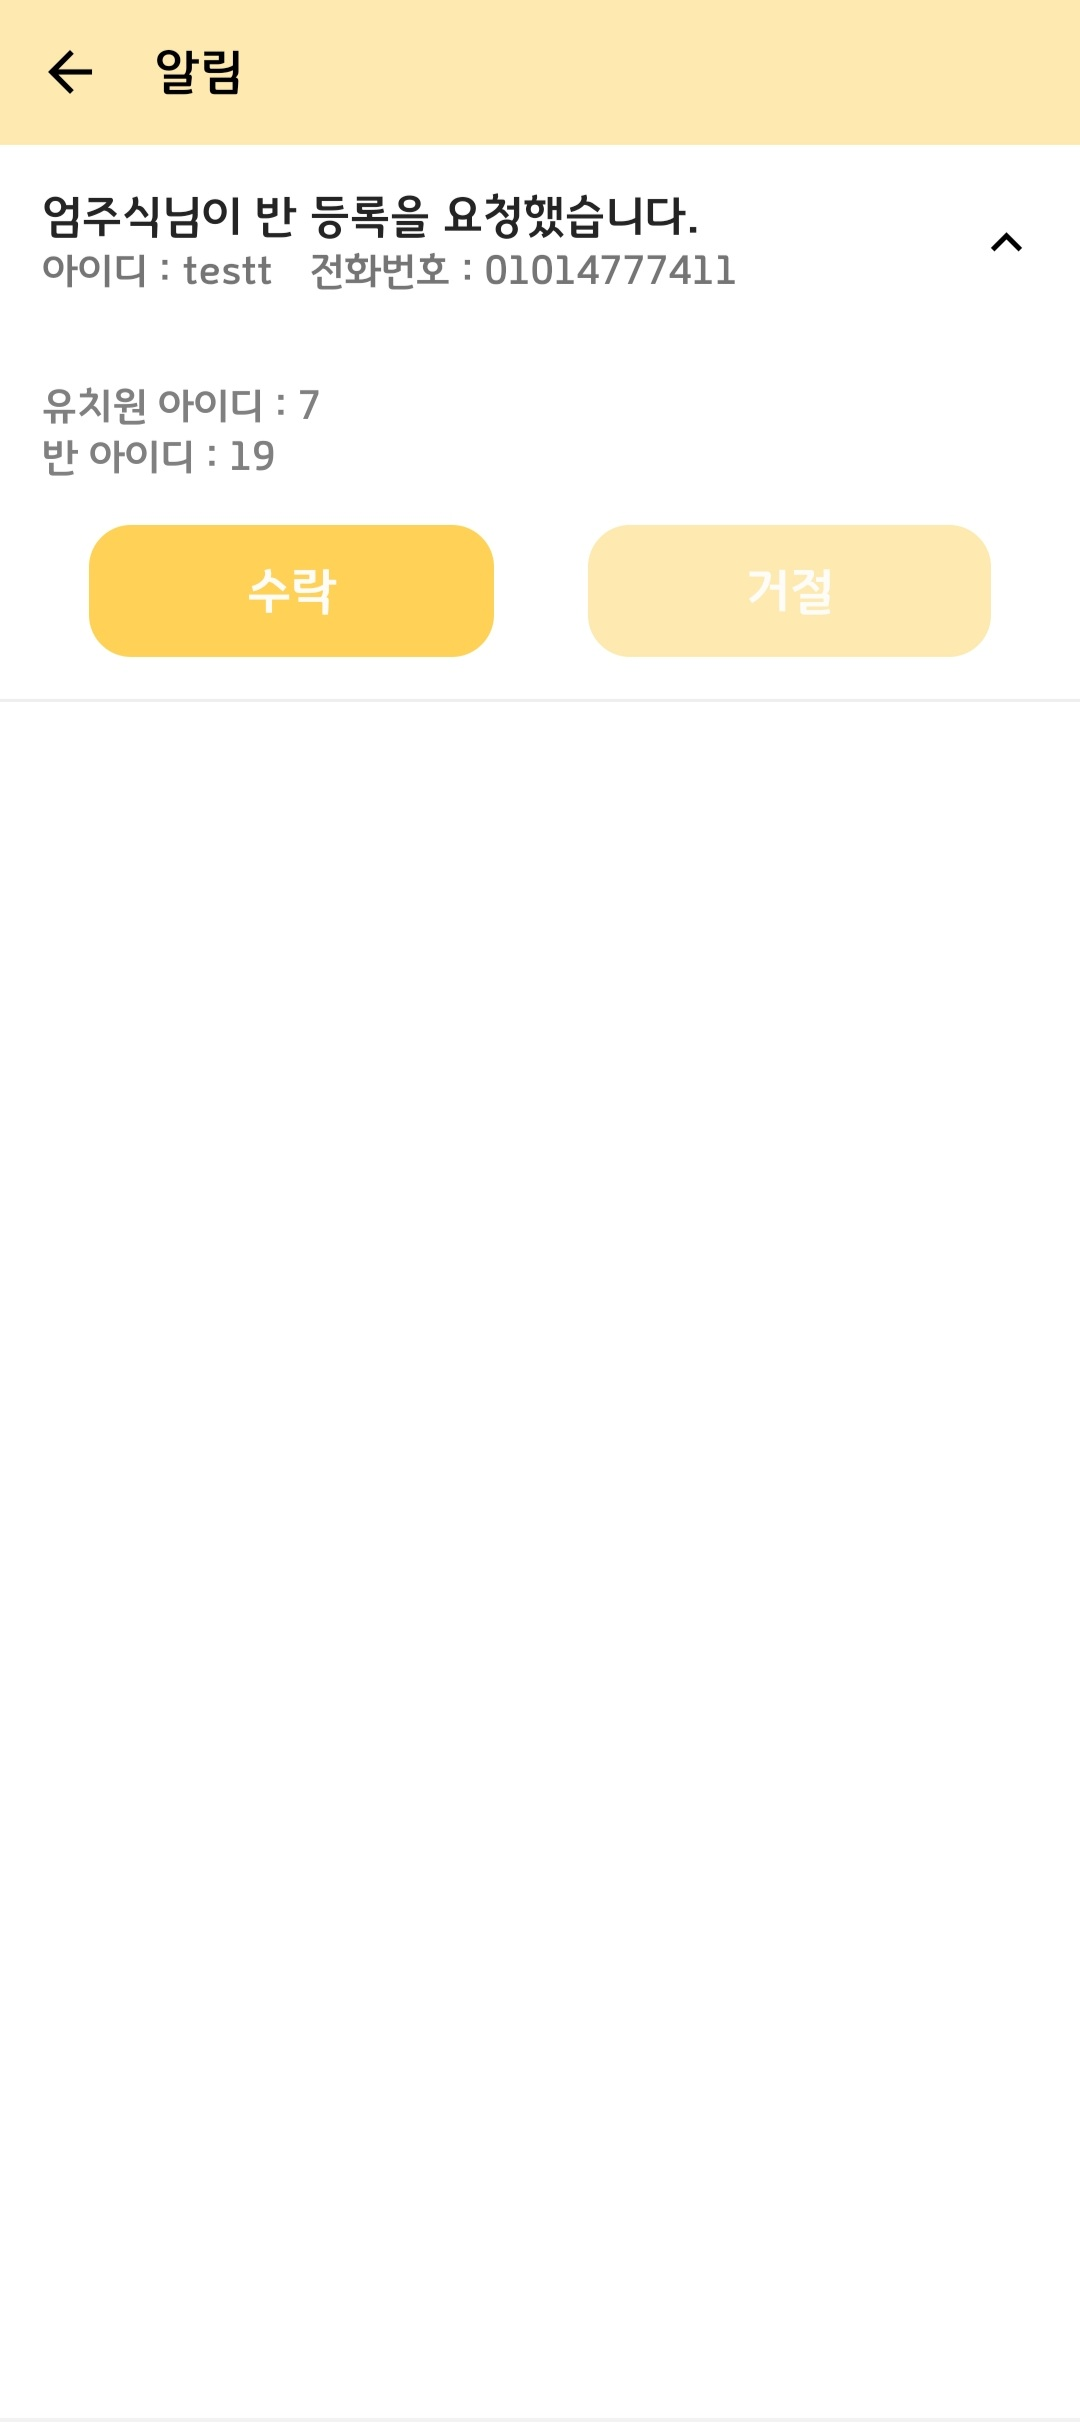 알림
엄주식님이 반 등록을 요청했습니다.
아이디 : testt 전화번호 : 01014777411
유치원 아이디 : 7
반 아이디 : 19
수락 거절